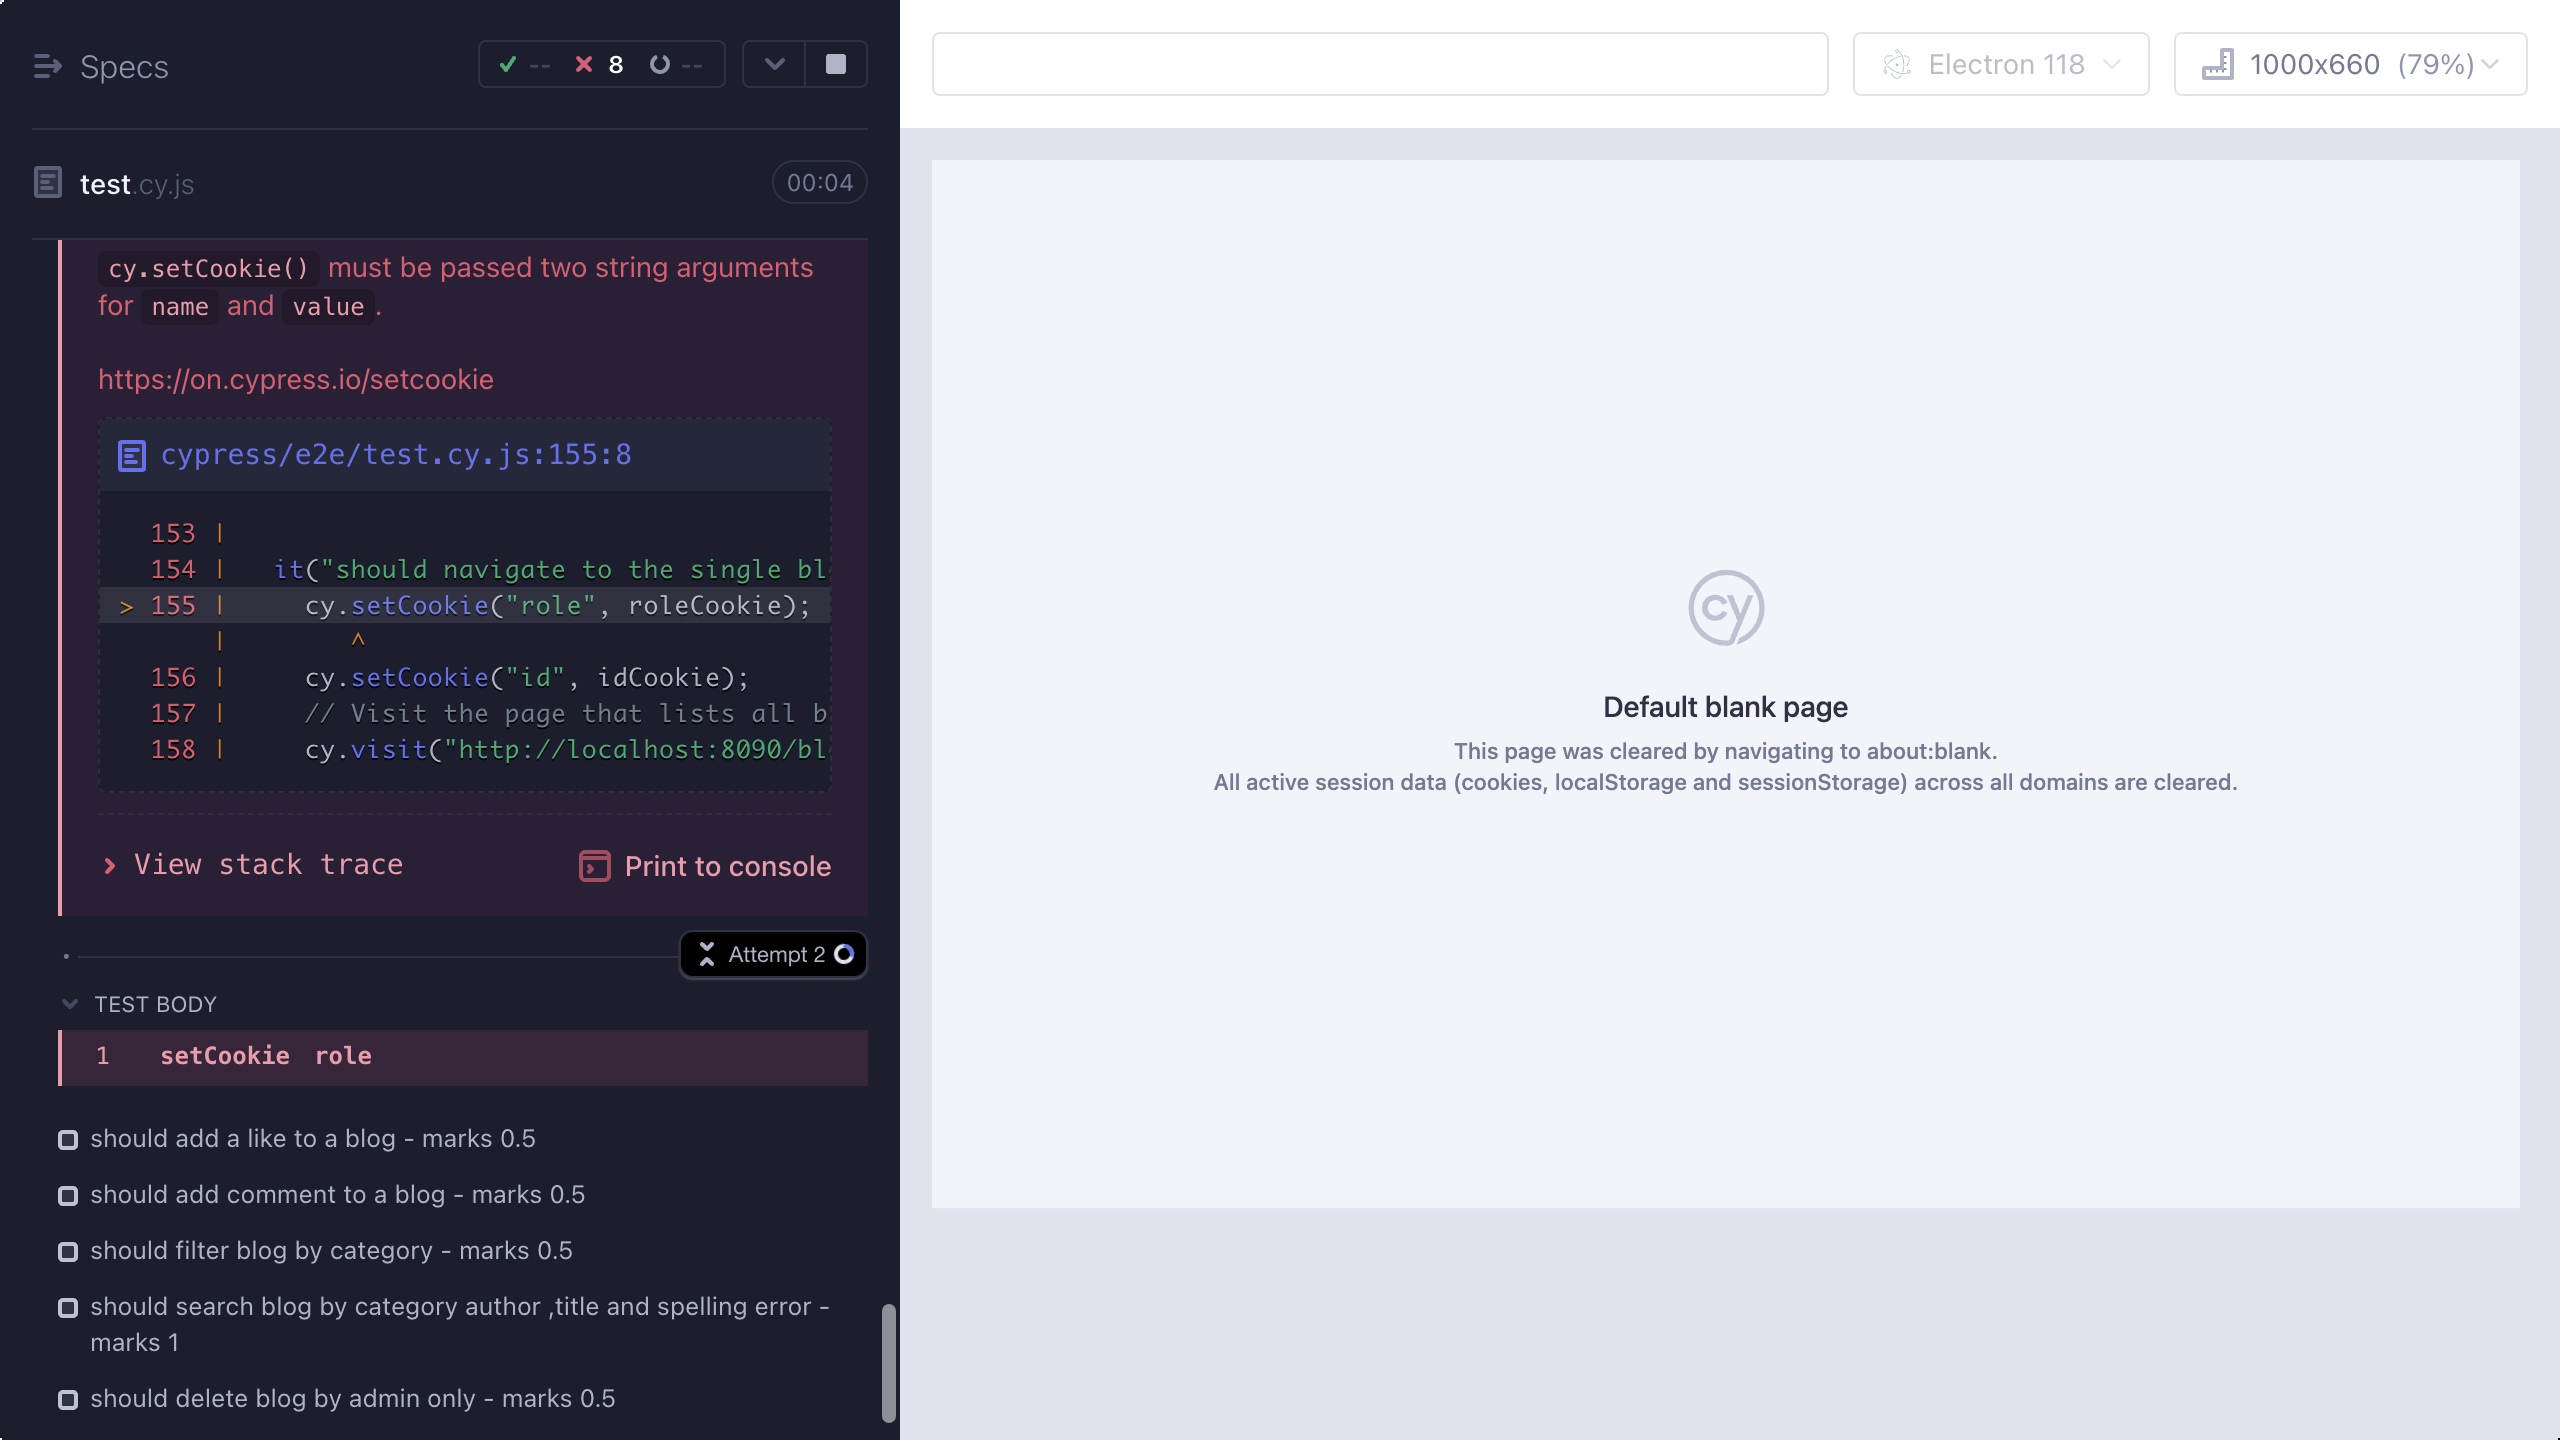 Specs
-- 8 --
test.cy.js
00:04
cy.setCookie() must be passed two string arguments
for name and value .
https://on.cypress.io/setcookie
cypress/e2e/test.cy.js:155:8
153 |
154 | it("should navigate to the single bl
> 155 | cy.setCookie("role", roleCookie);
| ^
156 | cy.setCookie("id", idCookie);
157 | // Visit the page that lists all b
158 | cy.visit("http://localhost:8090/bl
View stack trace
Print to console
Attempt 2
TEST BODY
1 setCookie role
should add a like to a blog - marks 0.5
should add comment to a blog - marks 0.5
should filter blog by category - marks 0.5
should search blog by category author ,title and spelling error -
marks 1
should delete blog by admin only - marks 0.5
Electron 118
1000x660 (79%)
cy
Default blank page
This page was cleared by navigating to about:blank.
All active session data (cookies, localStorage and sessionStorage) across all domains are cleared.